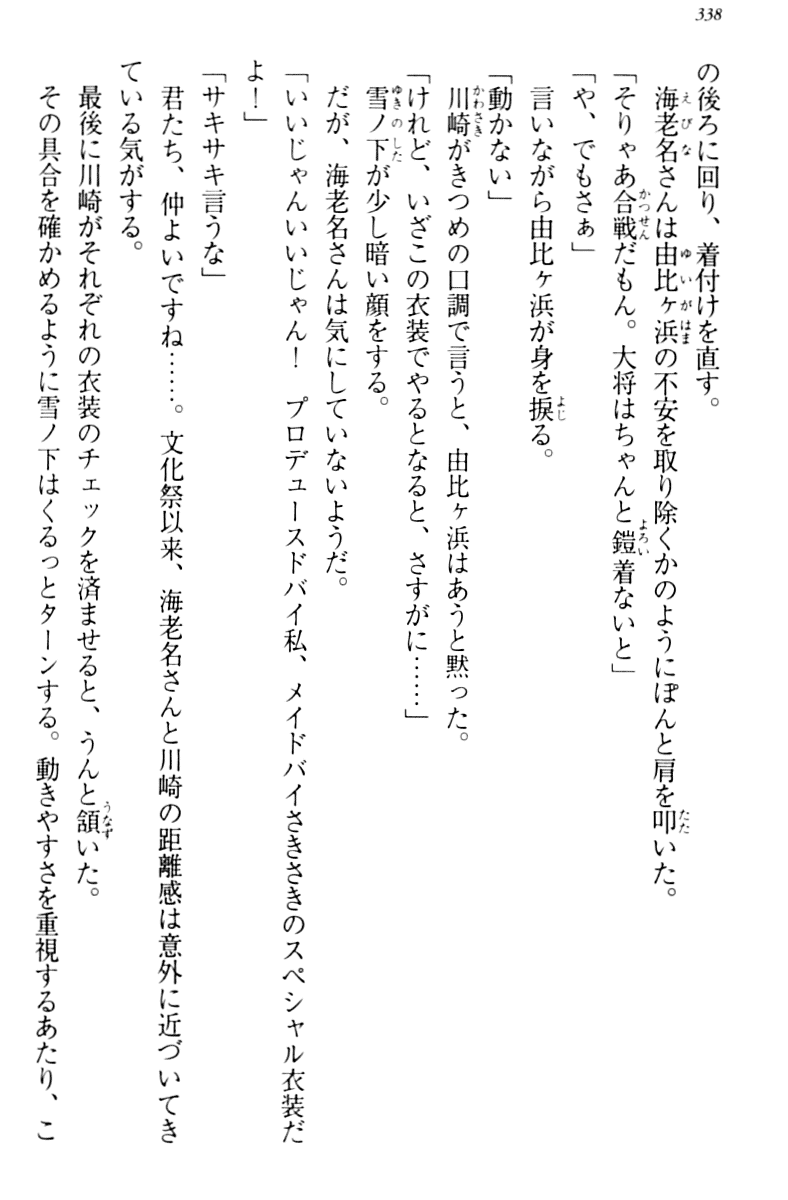 338
の後ろに回り、着付けを直す。
海老名さんは由比ヶ浜の不安を取り除くかのようにぽんと肩を叩いた。
「そりゃあ合戦だもん。大将はちゃんと鎧着ないと」
「や、でもさぁ」
言いながら由比ヶ浜が身を捩る。
「動かない」
川崎がきつめの口調で言うと、由比ヶ浜はあうと黙った。
「けれど、いざこの衣装でやるとなると、さすがに……」
雪ノ下が少し暗い顔をする。
だが、海老名さんは気にしていないようだ。
「いいじゃんいいじゃん！　プロデュースドバイ私、メイドバイさきさきのスペシャル衣装だ
よ！」
「サキサキ言うな」
君たち、仲よいですね……。文化祭以来、海老名さんと川崎の距離感は意外に近づいてき
ている気がする。
最後に川崎がそれぞれの衣装のチェックを済ませると、うんと頷いた。
その具合を確かめるように雪ノ下はくるっとターンする。動きやすさを重視するあたり、こ